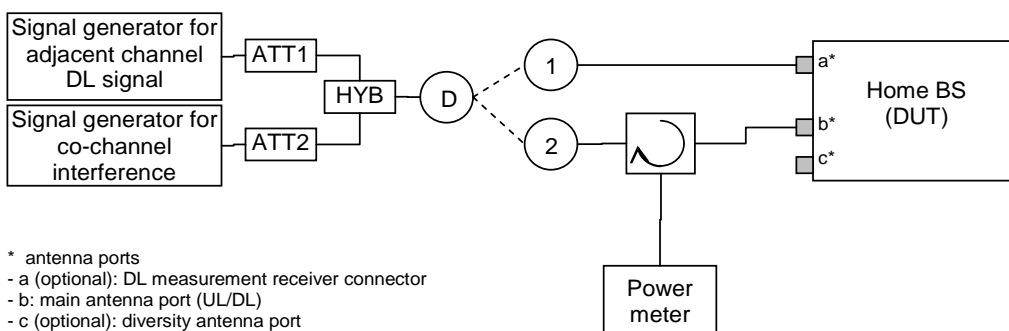 Signal generator for
adjacent channel
DL signal
ATT1
HYB
D
1
2
a*
b*
c*
Home BS
(DUT)
Signal generator for
co-channel
interference
ATT2
Power
meter
* antenna ports
- a (optional): DL measurement receiver connector
- b: main antenna port (UL/DL)
- c (optional): diversity antenna port